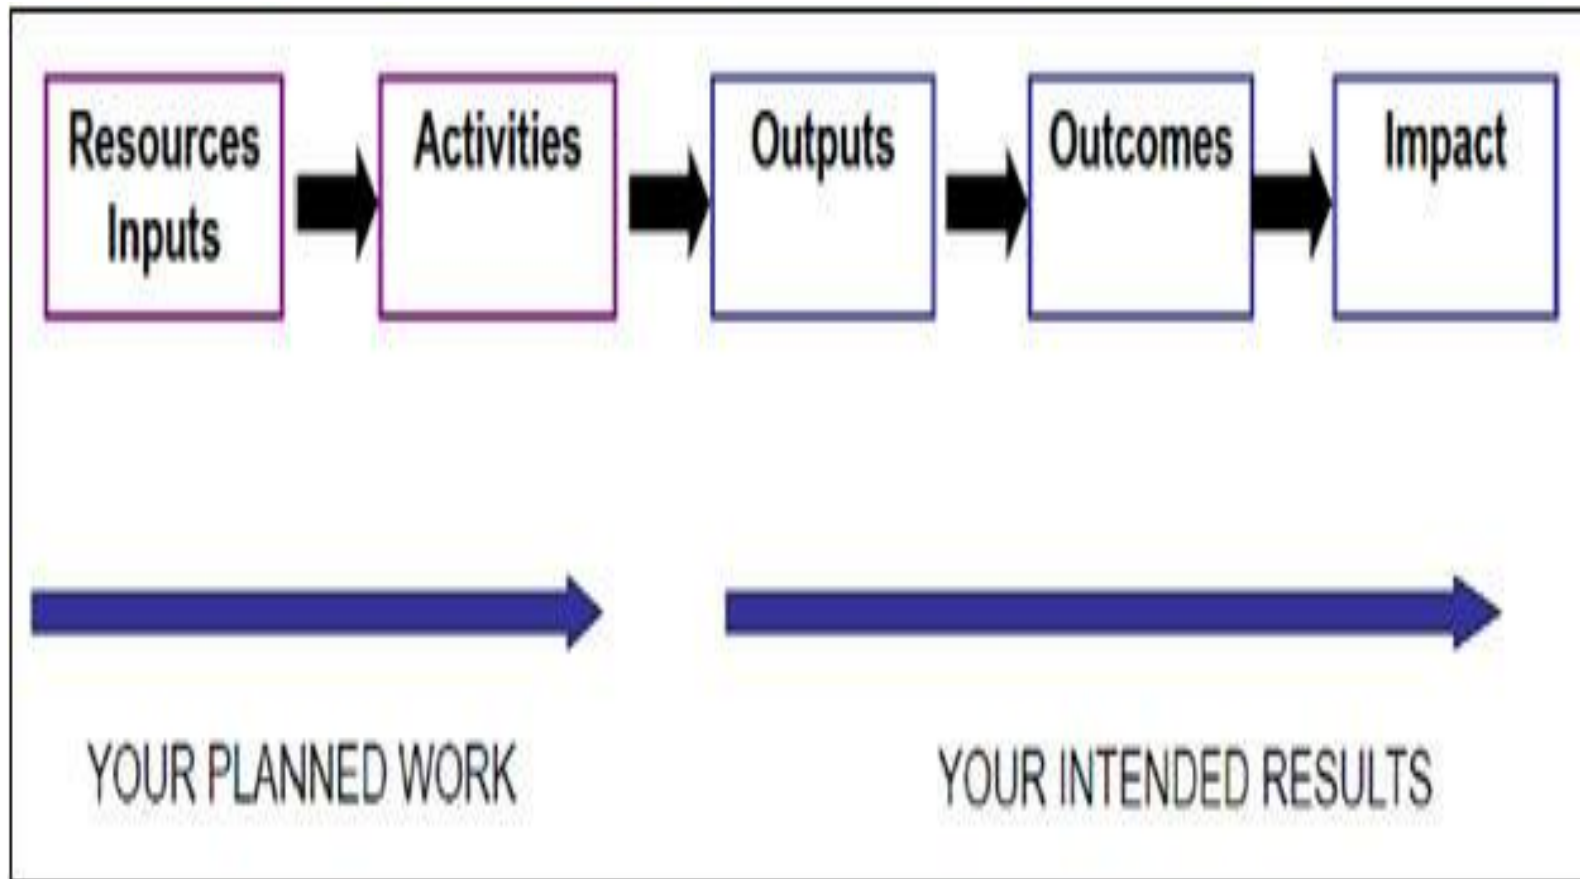 Resources
Inputs
Activities
Outputs
Outcomes
Impact
YOUR PLANNED WORK
YOUR INTENDED RESULTS